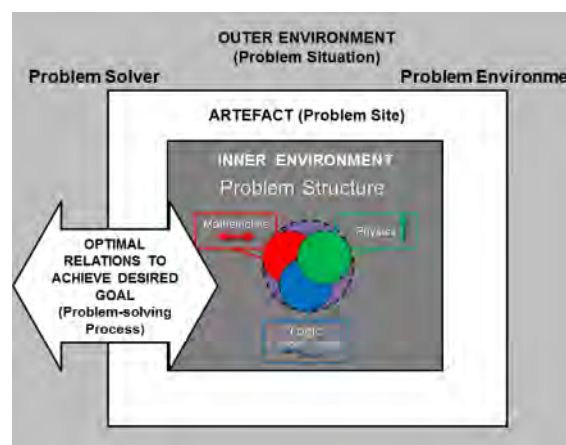 OUTER ENVIRONMENT
(Problem Situation)
Problem Solver
Problem Environme
ARTEFACT (Problem Site)
INNER ENVIRONMENT
Problem Structure
Mathematics
Physics
OPTIMAL
RELATIONS TO
ACHIEVE DESIRED
GOAL
(Problem-solving
Process)